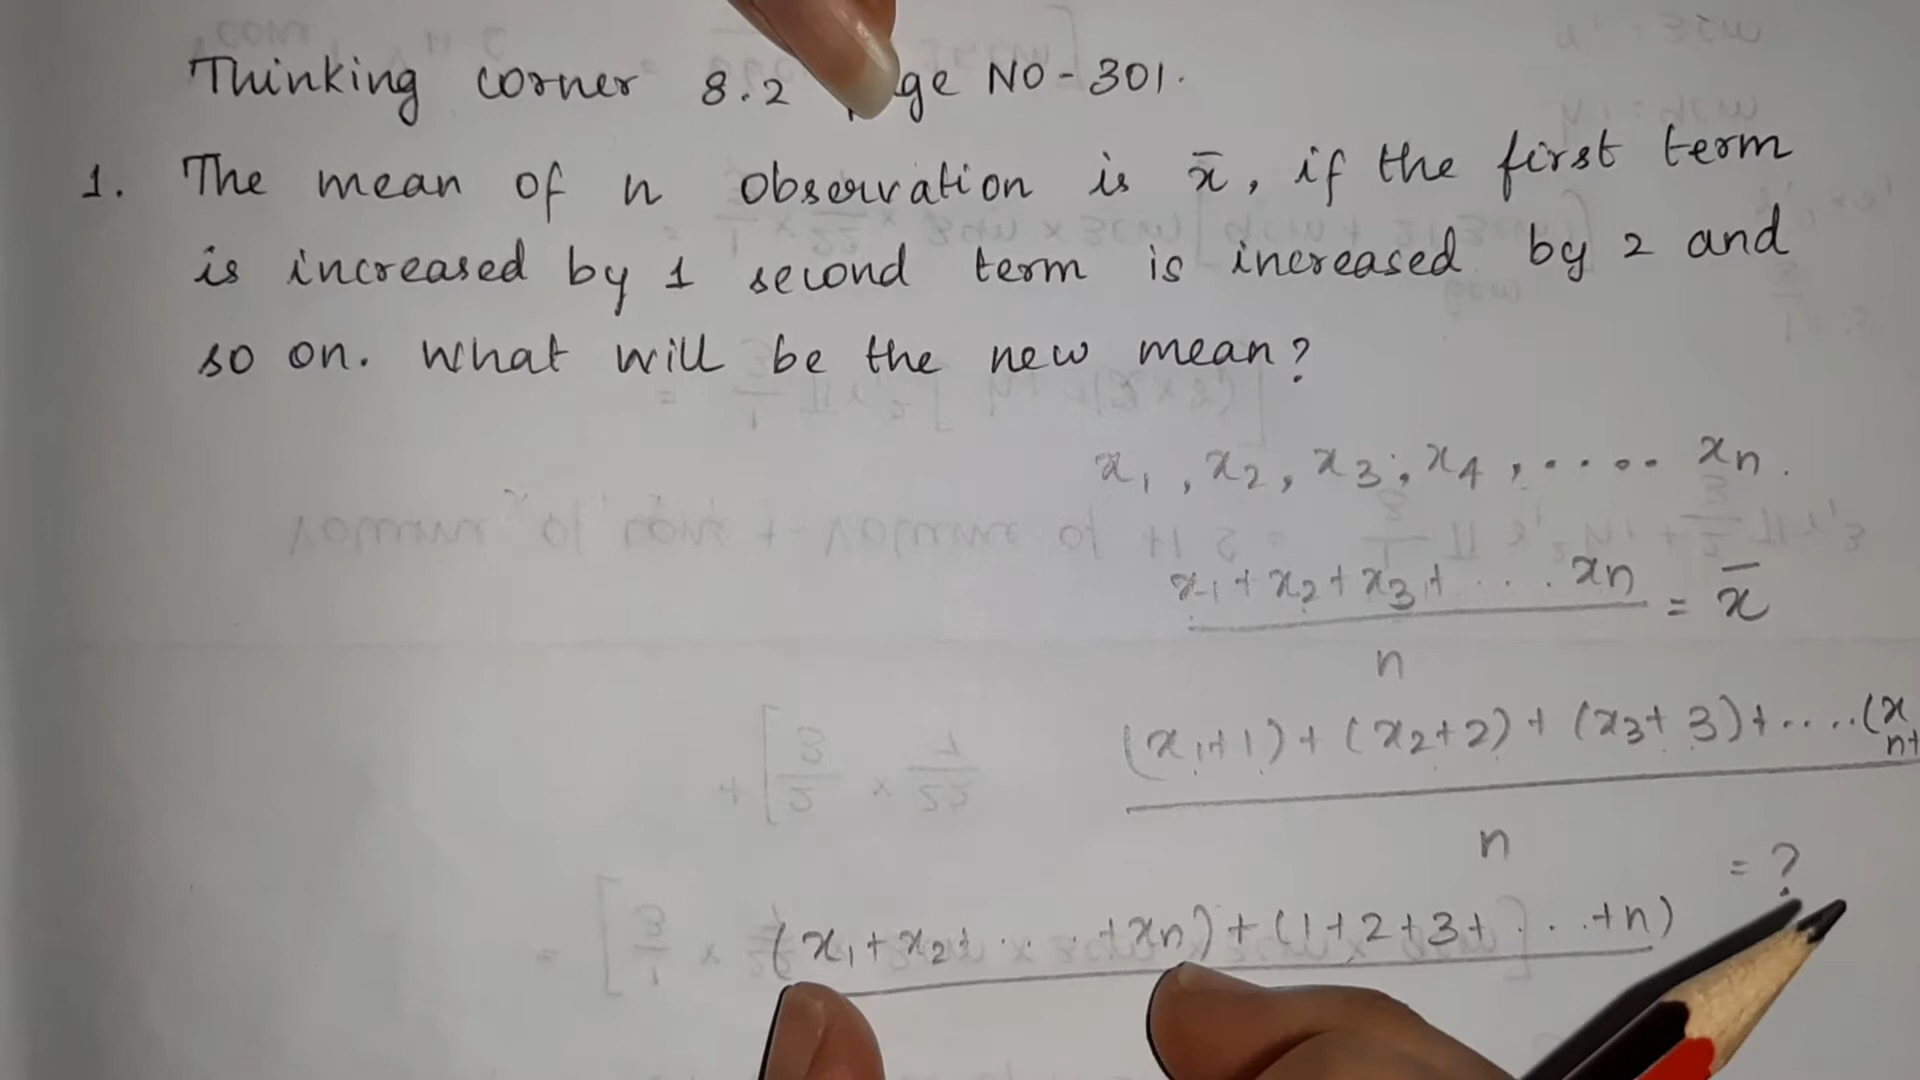 Thinking corner 8.2 ge NO - 301.
1. The mean of n observation is x̄, if the first term
is increased by 1 second term is increased by 2 and
so on. What will be the new mean?
x₁, x₂, x₃, x₄, ..... xₙ.
x₁ + x₂ + x₃ + ... xₙ = x̄
n
(x₁+1) + (x₂+2) + (x₃+3) + ....(x
n+
n
= ?
(x₁ + x₂ + ... + xₙ) + (1+2+3+ ... +n)